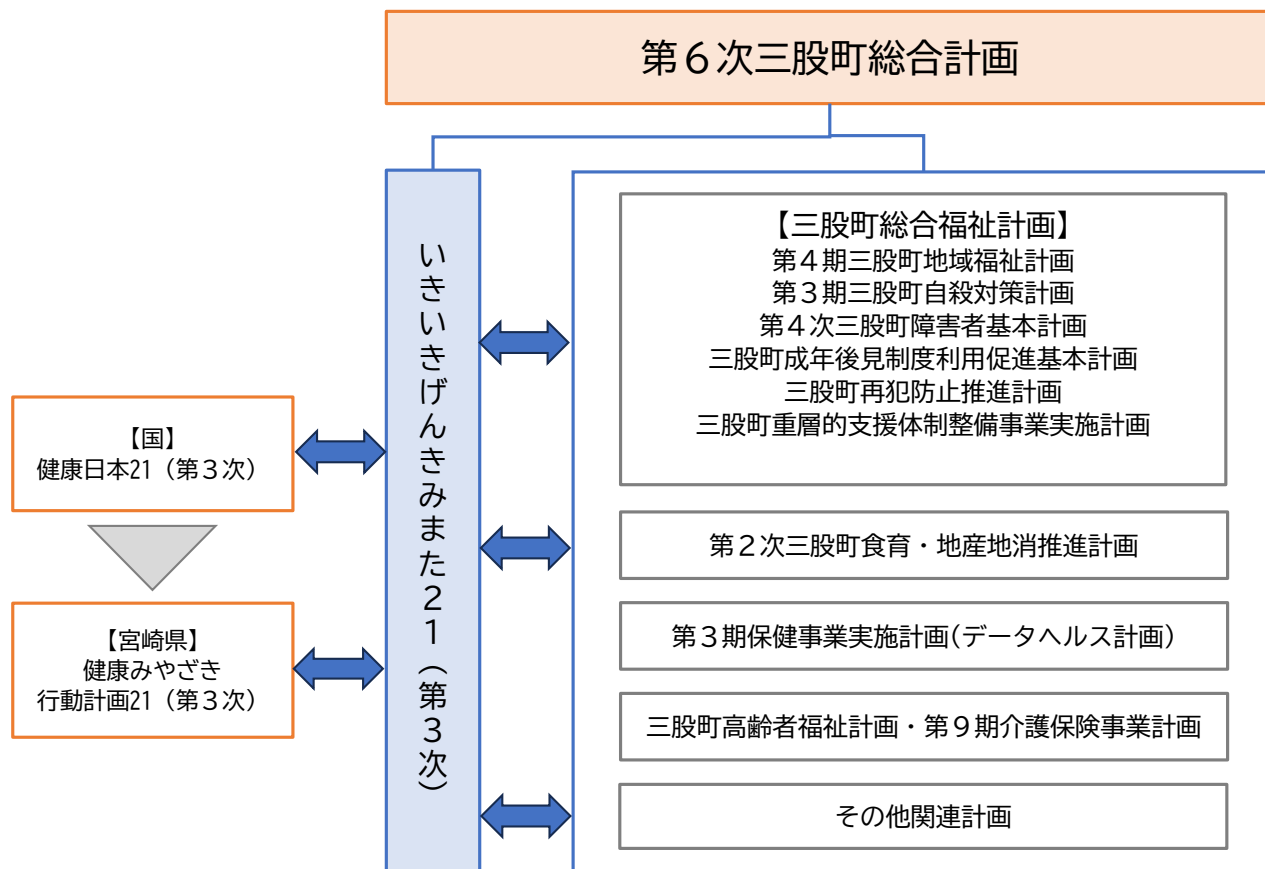 第６次三股町総合計画
いきいきげんきみまた２１（第３次）
【三股町総合福祉計画】
第４期三股町地域福祉計画
第３期三股町自殺対策計画
第４次三股町障害者基本計画
三股町成年後見制度利用促進基本計画
三股町再犯防止推進計画
三股町重層的支援体制整備事業実施計画
第２次三股町食育・地産地消推進計画
第３期保健事業実施計画(データヘルス計画）
三股町高齢者福祉計画・第９期介護保険事業計画
その他関連計画
【国】
健康日本21（第３次）
【宮崎県】
健康みやざき
行動計画21（第３次）